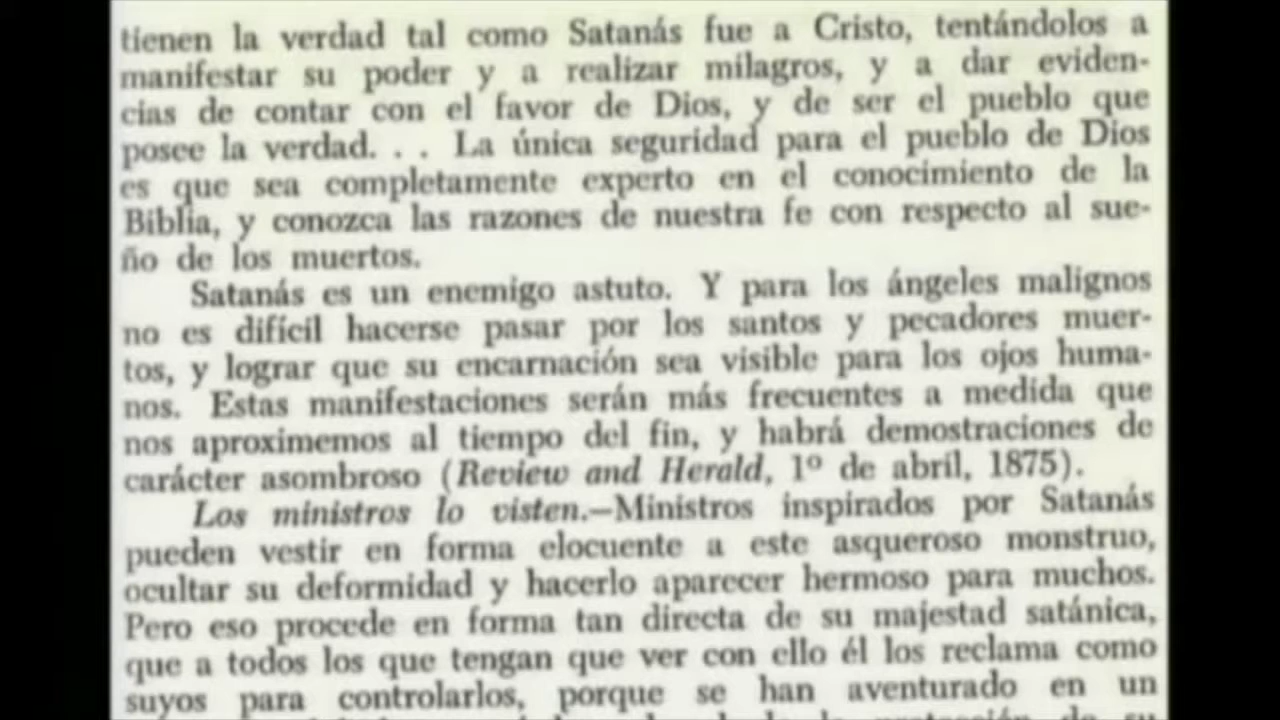 tienen la verdad tal como Satanás fue a Cristo, tentándolos a
manifestar su poder y a realizar milagros, y a dar eviden-
cias de contar con el favor de Dios, y de ser el pueblo que
posee la verdad. . . La única seguridad para el pueblo de Dios
es que sea completamente experto en el conocimiento de la
Biblia, y conozca las razones de nuestra fe con respecto al sue-
ño de los muertos.
Satanás es un enemigo astuto. Y para los ángeles malignos
no es difícil hacerse pasar por los santos y pecadores muer-
tos, y lograr que su encarnación sea visible para los ojos huma-
nos. Estas manifestaciones serán más frecuentes a medida que
nos aproximemos al tiempo del fin, y habrá demostraciones de
carácter asombroso (Review and Herald, 1º de abril, 1875).
Los ministros lo visten.—Ministros inspirados por Satanás
pueden vestir en forma elocuente a este asqueroso monstruo,
ocultar su deformidad y hacerlo aparecer hermoso para muchos.
Pero eso procede en forma tan directa de su majestad satánica,
que a todos los que tengan que ver con ello él los reclama como
suyos para controlarlos, porque se han aventurado en un